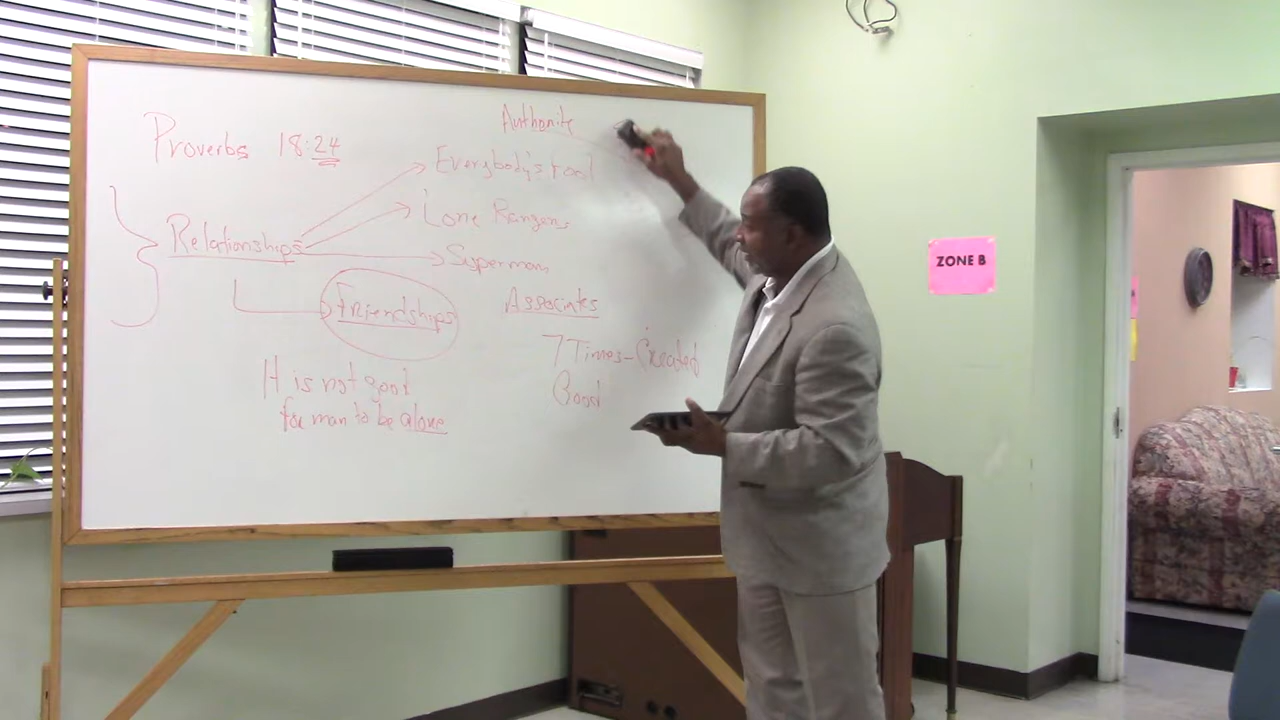 Authorite
Proverbs 18:24
Everybody's Fool
Lone Rangers
Relationships
Superman
Friendships
Associates
7 Times - Created
Good
It is not good
for man to be alone
ZONE B